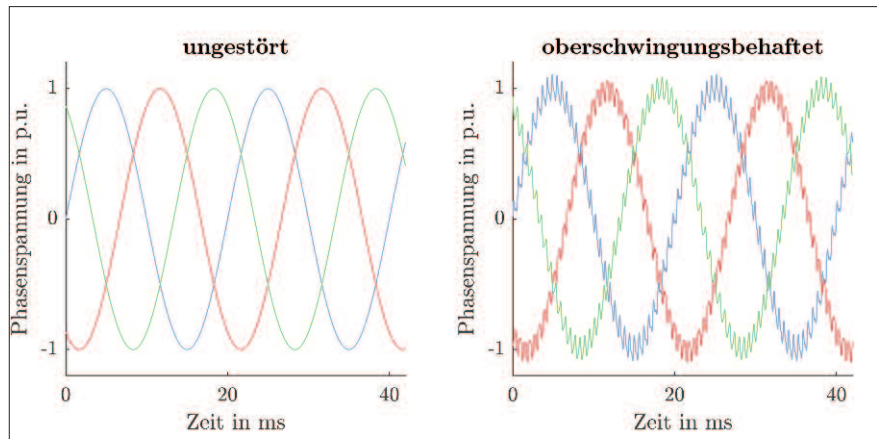 ungestört
Phasenspannung in p.u.
1
0
-1
0
20
40
Zeit in ms
oberschwingungsbehaftet
Phasenspannung in p.u.
1
0
-1
0
20
40
Zeit in ms